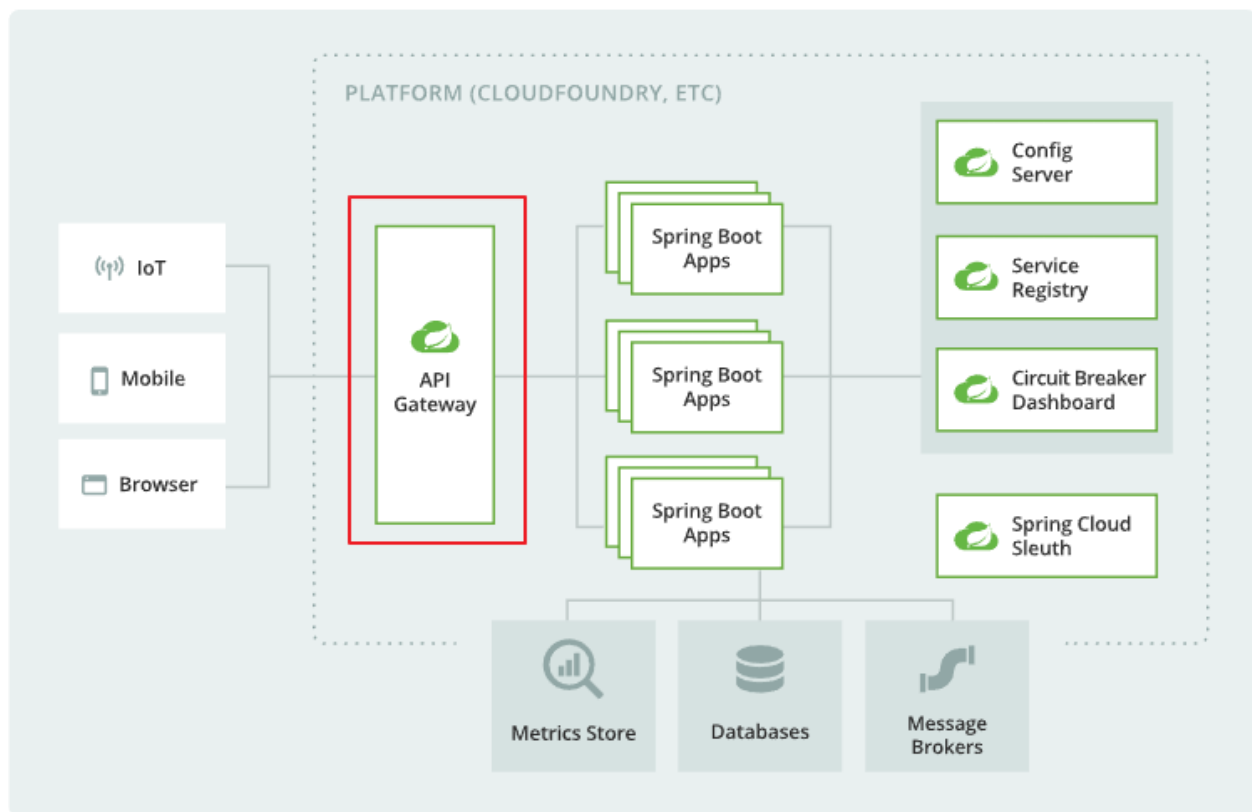 PLATFORM (CLOUDFOUNDRY, ETC)
IoT
Mobile
Browser
API
Gateway
Spring Boot
Apps
Spring Boot
Apps
Spring Boot
Apps
Config
Server
Service
Registry
Circuit Breaker
Dashboard
Spring Cloud
Sleuth
Metrics Store
Databases
Message
Brokers